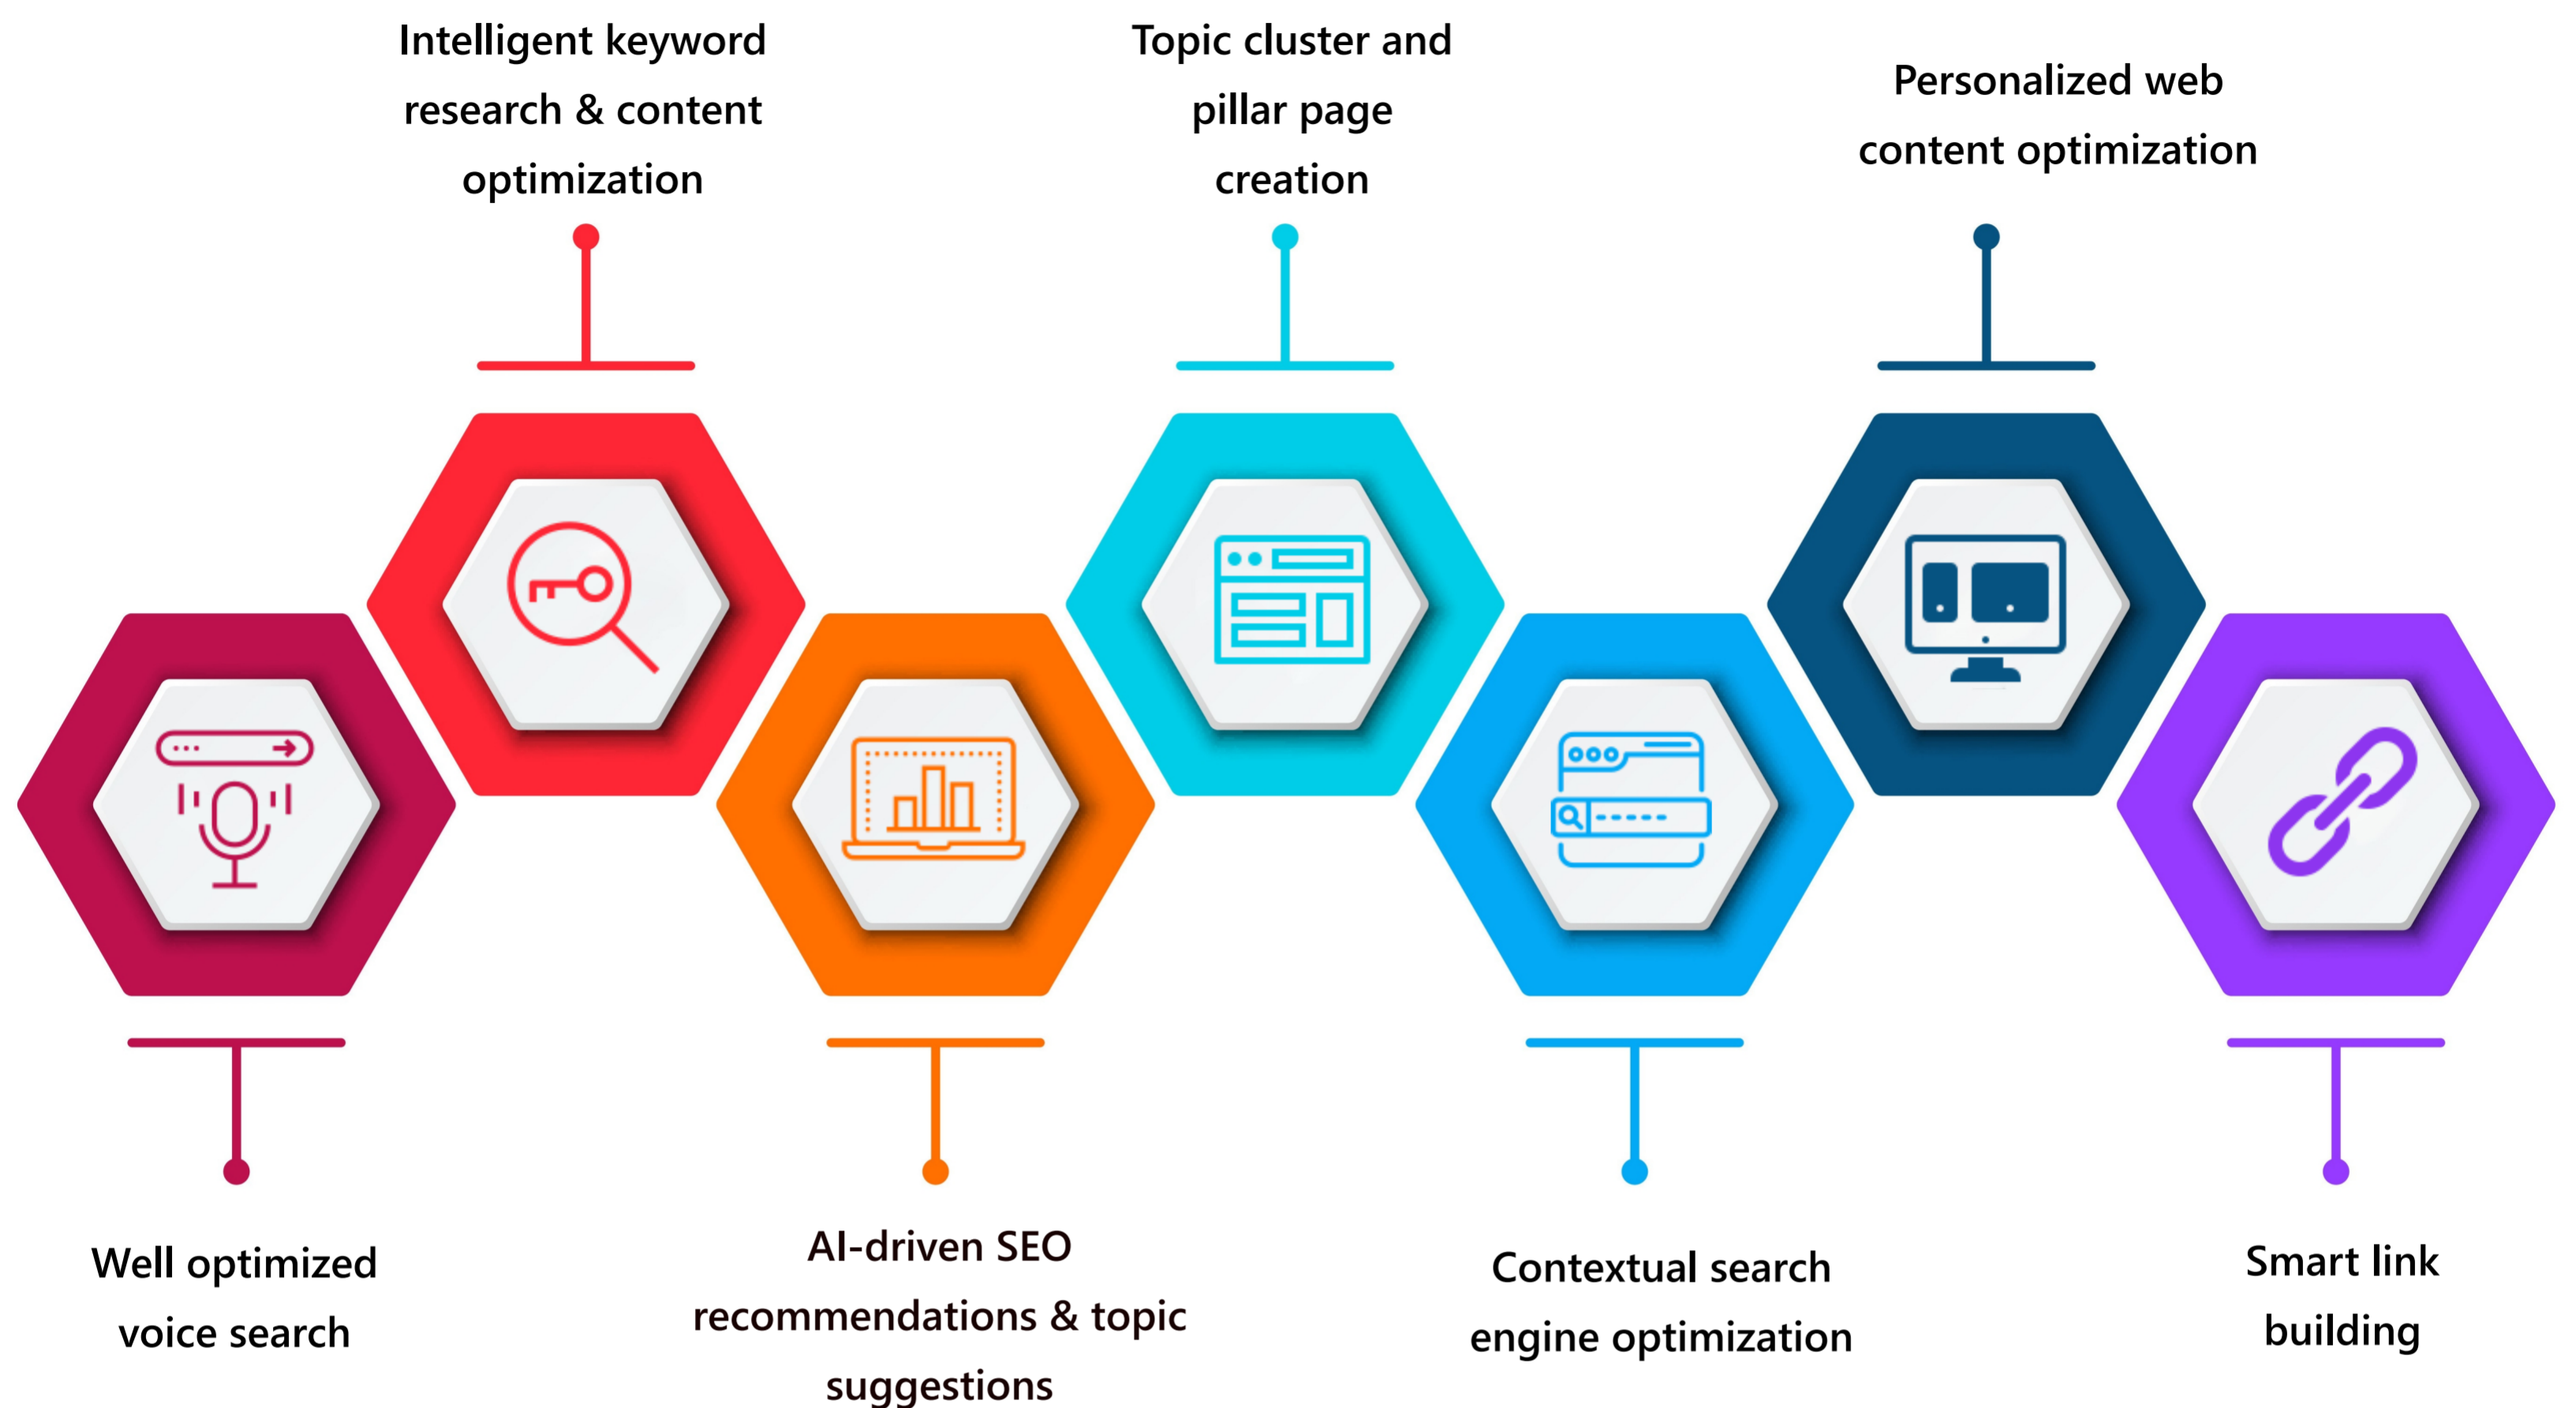 Intelligent keyword
research & content
optimization
Topic cluster and
pillar page
creation
Personalized web
content optimization
Well optimized
voice search
AI-driven SEO
recommendations & topic
suggestions
Contextual search
engine optimization
Smart link
building